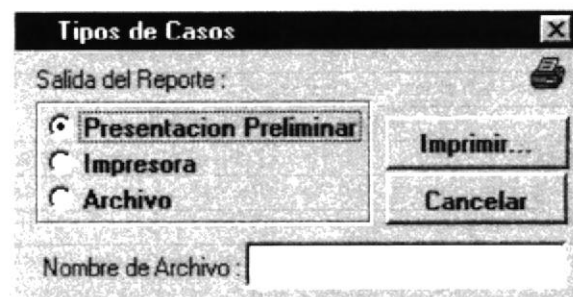 Tipos de Casos
Salida del Reporte :
Presentacion Preliminar
Impresora
Archivo
Imprimir...
Cancelar
Nombre de Archivo :